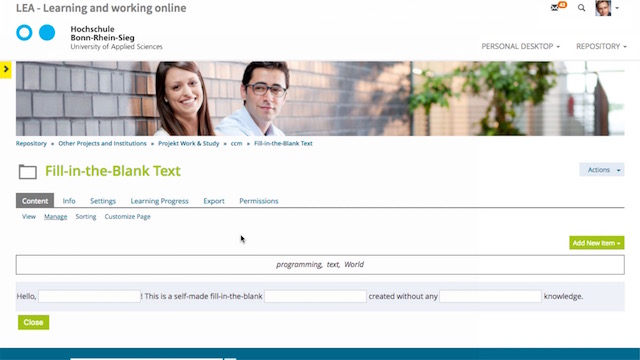 LEA - Learning and working online
43
Hochschule
Bonn-Rhein-Sieg
University of Applied Sciences
PERSONAL DESKTOP REPOSITORY
Repository » Other Projects and Institutions » Projekt Work & Study » ccm » Fill-in-the-Blank Text
Fill-in-the-Blank Text
Actions
Content Info Settings Learning Progress Export Permissions
View Manage Sorting Customize Page
Add New Item
programming, text, World
Hello, ! This is a self-made fill-in-the-blank created without any knowledge.
Close